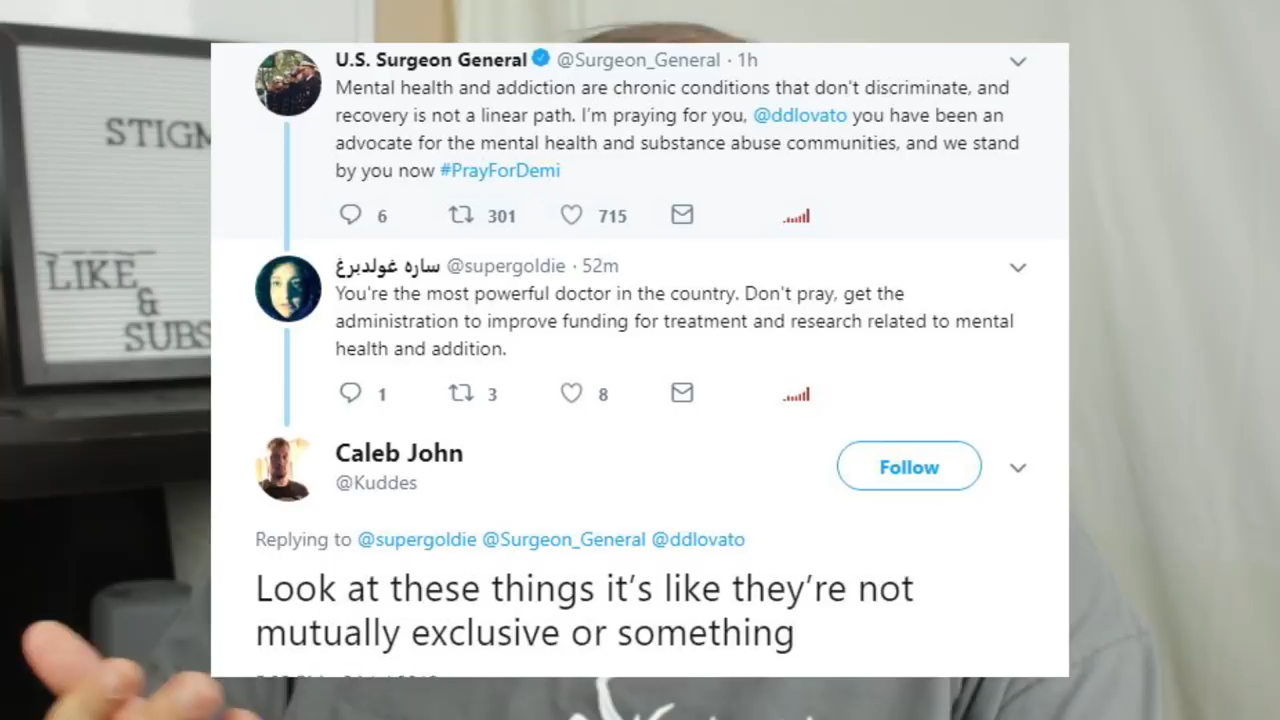 STIGM
LIKE
&
SUBS
U.S. Surgeon General @Surgeon_General · 1h
Mental health and addiction are chronic conditions that don't discriminate, and
recovery is not a linear path. I'm praying for you, @ddlovato you have been an
advocate for the mental health and substance abuse communities, and we stand
by you now #PrayForDemi
6 301 715
ساره غولدبرغ @supergoldie · 52m
You're the most powerful doctor in the country. Don't pray, get the
administration to improve funding for treatment and research related to mental
health and addition.
1 3 8
Caleb John
@Kuddes
Follow
Replying to @supergoldie @Surgeon_General @ddlovato
Look at these things it's like they're not
mutually exclusive or something